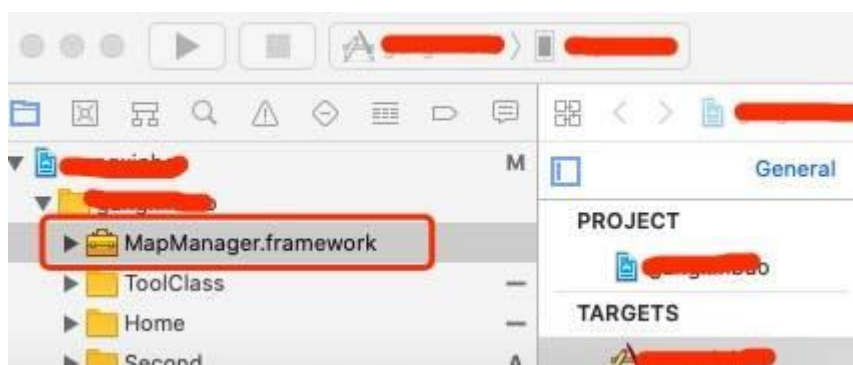 M
General
MapManager.framework
PROJECT
ToolClass
TARGETS
Home
Second
A